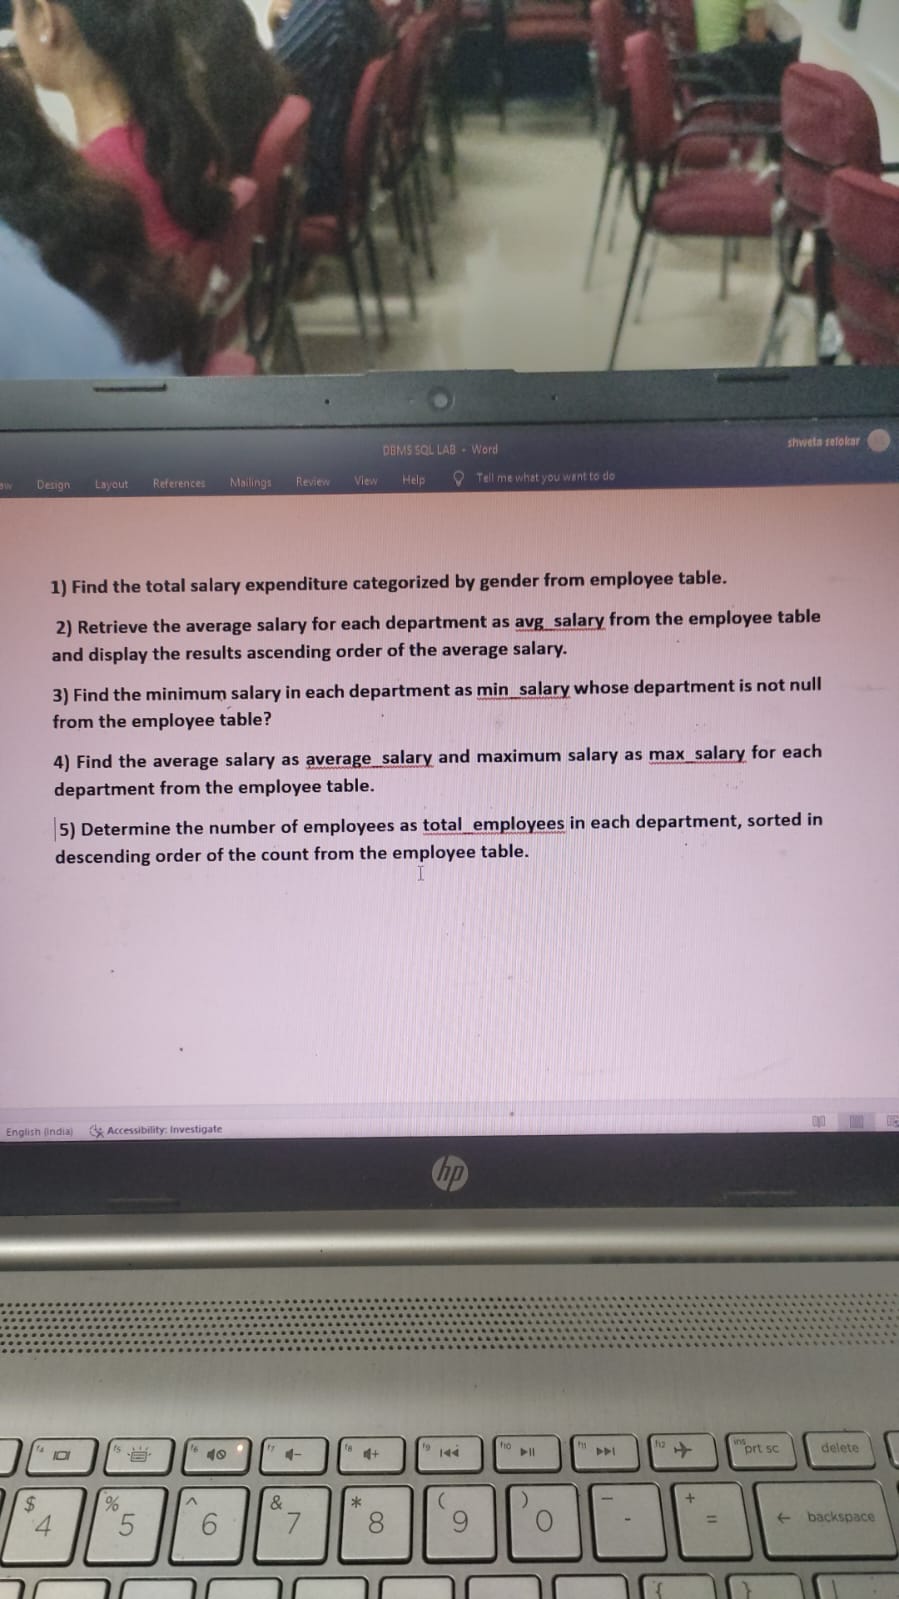 DBMS SQL LAB - Word
shweta relokar
Design Layout References Mailings Review View Help Tell me what you want to do
1) Find the total salary expenditure categorized by gender from employee table.
2) Retrieve the average salary for each department as avg_salary from the employee table
and display the results ascending order of the average salary.
3) Find the minimum salary in each department as min_salary whose department is not null
from the employee table?
4) Find the average salary as average_salary and maximum salary as max_salary for each
department from the employee table.
5) Determine the number of employees as total_employees in each department, sorted in
descending order of the count from the employee table.
English (India) Accessibility: Investigate
hp
f4 f5 f6 f7 f8 f9 f10 f11 f12 ins prt sc delete
$ % ^ & * ( ) _ +
4 5 6 7 8 9 0 - = ← backspace
{ } |